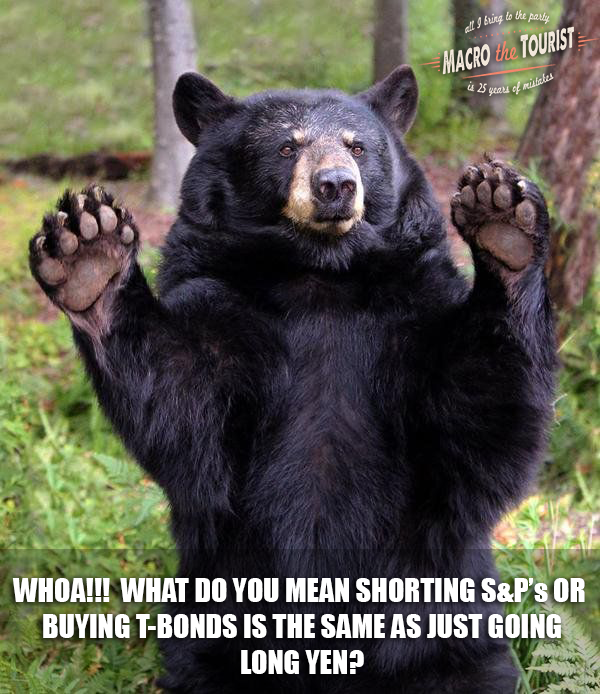 all I bring to the party
MACRO the TOURIST
is 25 years of mistakes
WHOA!!! WHAT DO YOU MEAN SHORTING S&P's OR
BUYING T-BONDS IS THE SAME AS JUST GOING
LONG YEN?